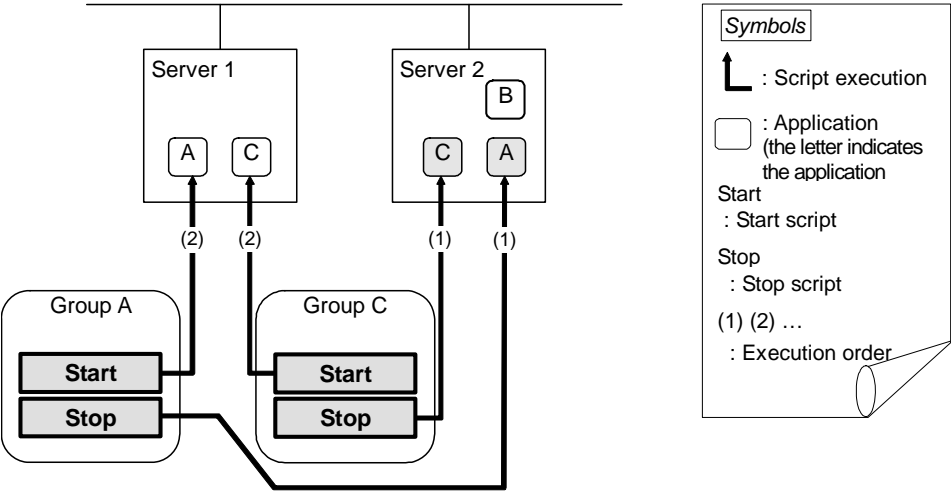 Server 1
Server 2
B
A
C
C
A
(2)
(2)
(1)
(1)
Group A
Start
Stop
Group C
Start
Stop
Symbols
: Script execution
: Application
(the letter indicates
the application
Start
: Start script
Stop
: Stop script
(1) (2) …
: Execution order